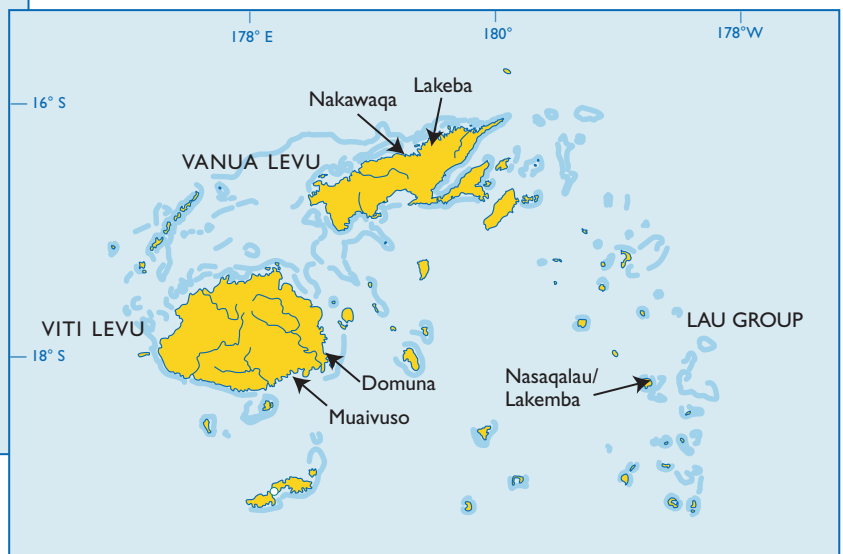 178° E
180°
178°W
16° S
Lakeba
Nakawaqa
VANUA LEVU
LAU GROUP
VITI LEVU
18° S
Nasaqalau/
Lakemba
Domuna
Muaivuso